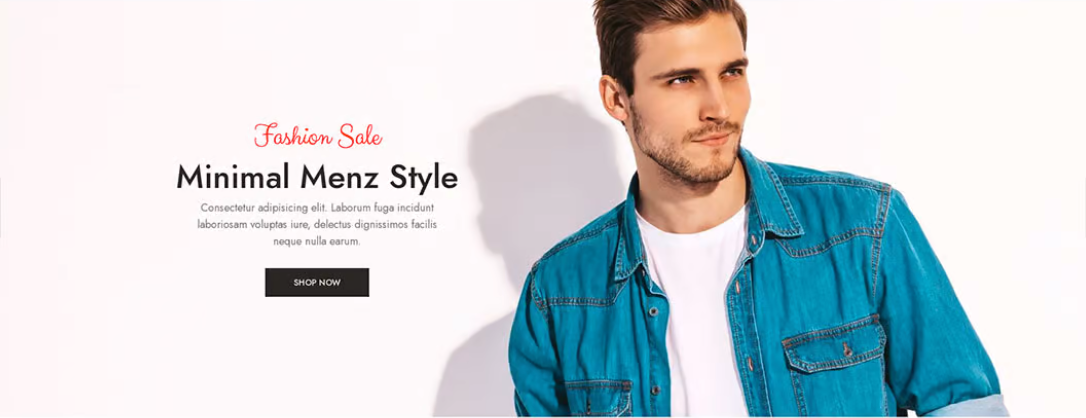 Fashion Sale
Minimal Menz Style
Consectetur adipisicing elit. Laborum fuga incidunt
laboriosam voluptas iure, delectus dignissimos facilis
neque nulla earum.
SHOP NOW